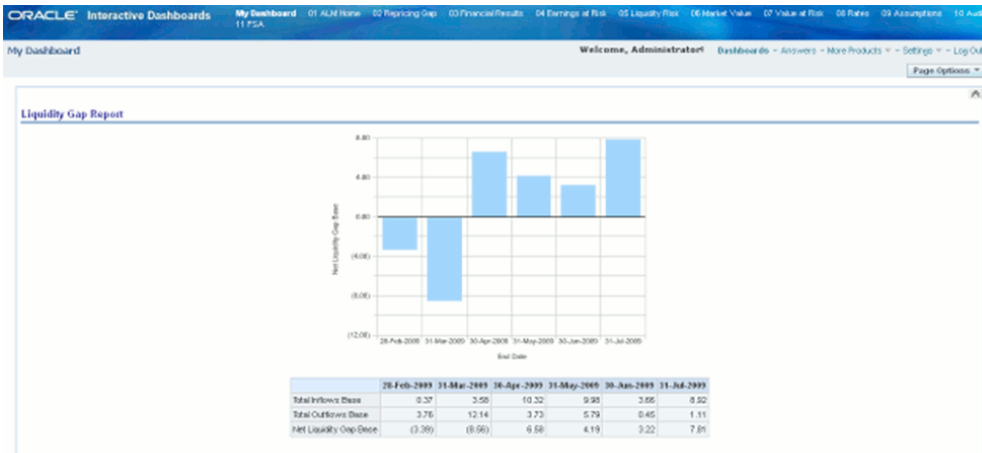 ORACLE Interactive Dashboards My Dashboard 01 ALM Home 02 Repricing Gap 03 Financial Results 04 Earnings at Risk 05 Liquidity Risk 06 Market Value 07 Value at Risk 08 Rates 09 Assumptions 10 Audi
11 FSA
My Dashboard Welcome, Administrator! Dashboards - Answers - More Products - Settings - Log Out
Page Options
Liquidity Gap Report
8.00
4.00
0.00
(4.00)
(8.00)
(12.00)
Net Liquidity Gap Base
28-Feb-2009 31-Mar-2009 30-Apr-2009 31-May-2009 30-Jun-2009 31-Jul-2009
End Date
28-Feb-2009 31-Mar-2009 30-Apr-2009 31-May-2009 30-Jun-2009 31-Jul-2009
Total Inflows Base 0.37 3.58 10.32 9.98 3.66 8.92
Total Outflows Base 3.76 12.14 3.73 5.79 0.45 1.11
Net Liquidity Gap Base (3.39) (8.56) 6.58 4.19 3.22 7.81